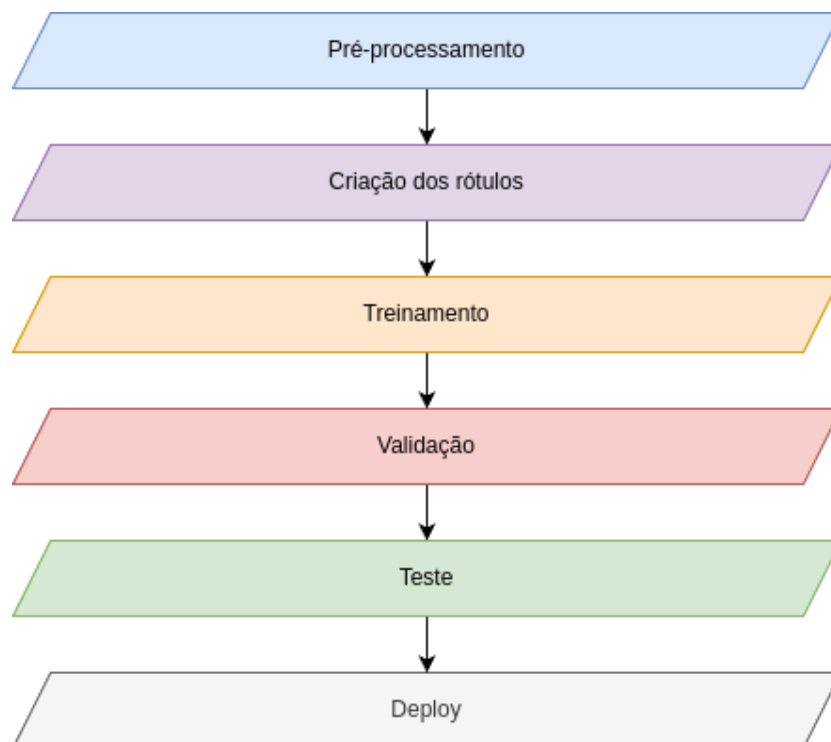 Pré-processamento
Criação dos rótulos
Treinamento
Validação
Teste
Deploy